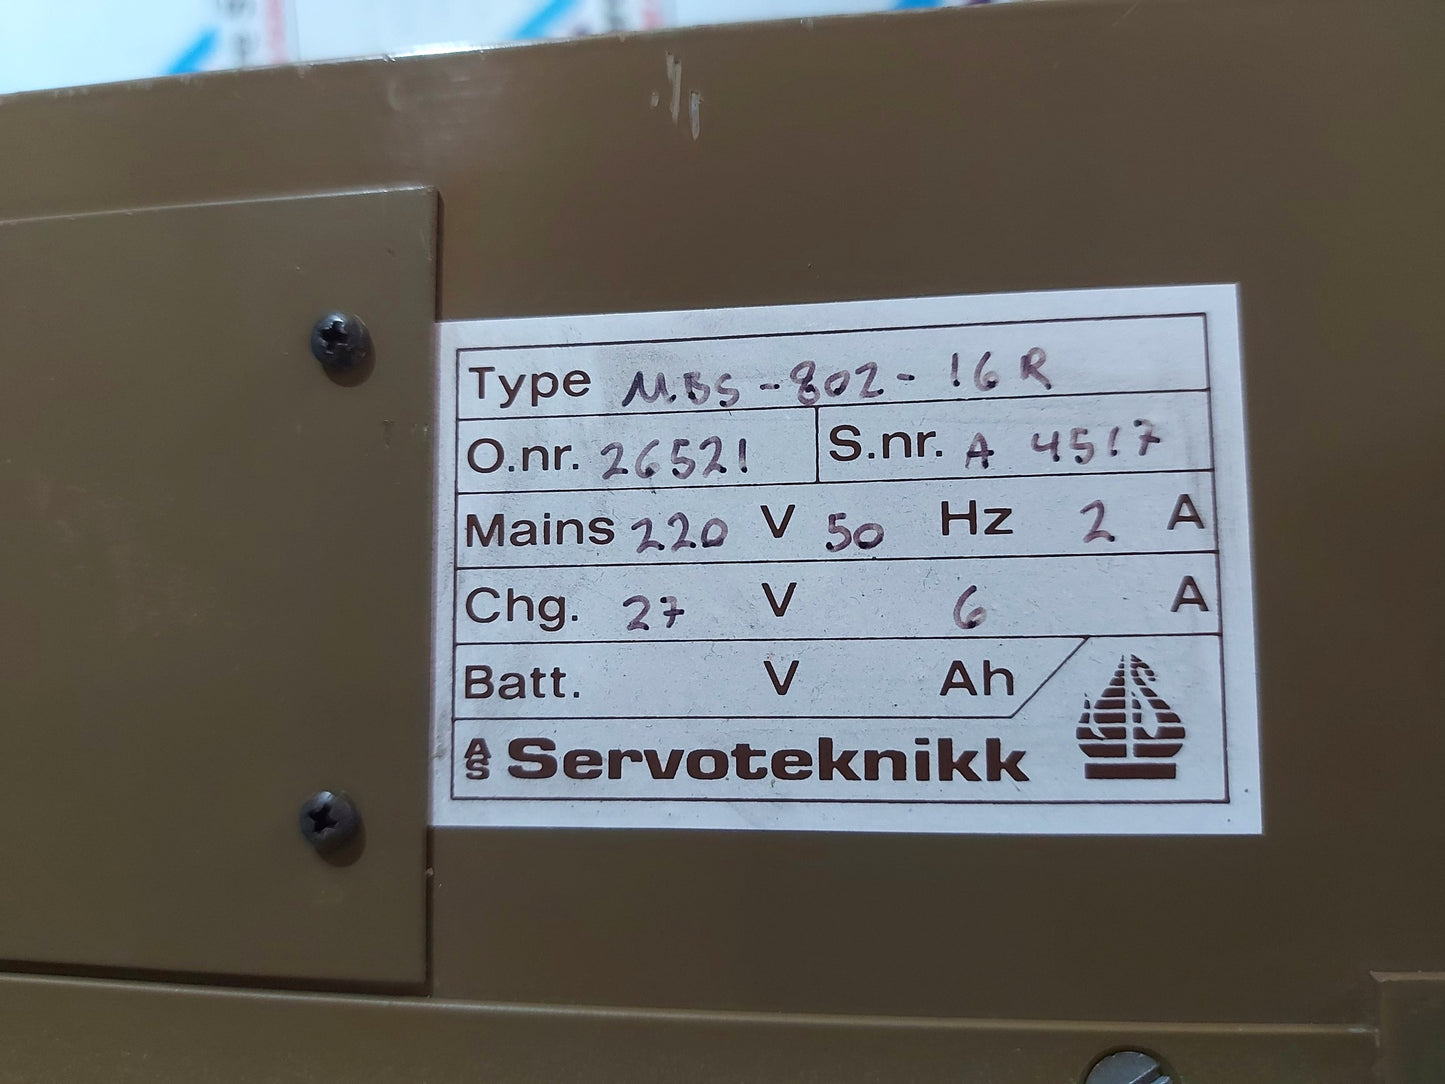 Type MBS-802-16R
O.nr. 26521 S.nr. A 4517
Mains 220 V 50 Hz 2 A
Chg. 27 V 6 A
Batt. V Ah
AS Servoteknikk